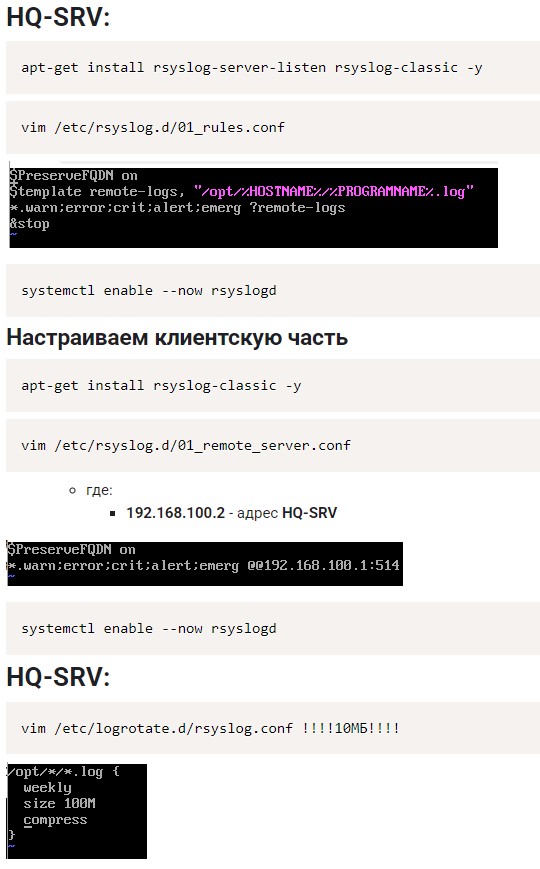 HQ-SRV:
apt-get install rsyslog-server-listen rsyslog-classic -y
vim /etc/rsyslog.d/01_rules.conf
$PreserveFQDN on
$template remote-logs, "/opt/%HOSTNAME%/%PROGRAMNAME%.log"
*.warn;error;crit;alert;emerg ?remote-logs
&stop
~
systemctl enable --now rsyslogd
Настраиваем клиентскую часть
apt-get install rsyslog-classic -y
vim /etc/rsyslog.d/01_remote_server.conf
где:
192.168.100.2 - адрес HQ-SRV
$PreserveFQDN on
*.warn;error;crit;alert;emerg @@192.168.100.1:514
~
systemctl enable --now rsyslogd
HQ-SRV:
vim /etc/logrotate.d/rsyslog.conf !!!!10МБ!!!!
/opt/*/*.log {
weekly
size 100M
compress
}
~